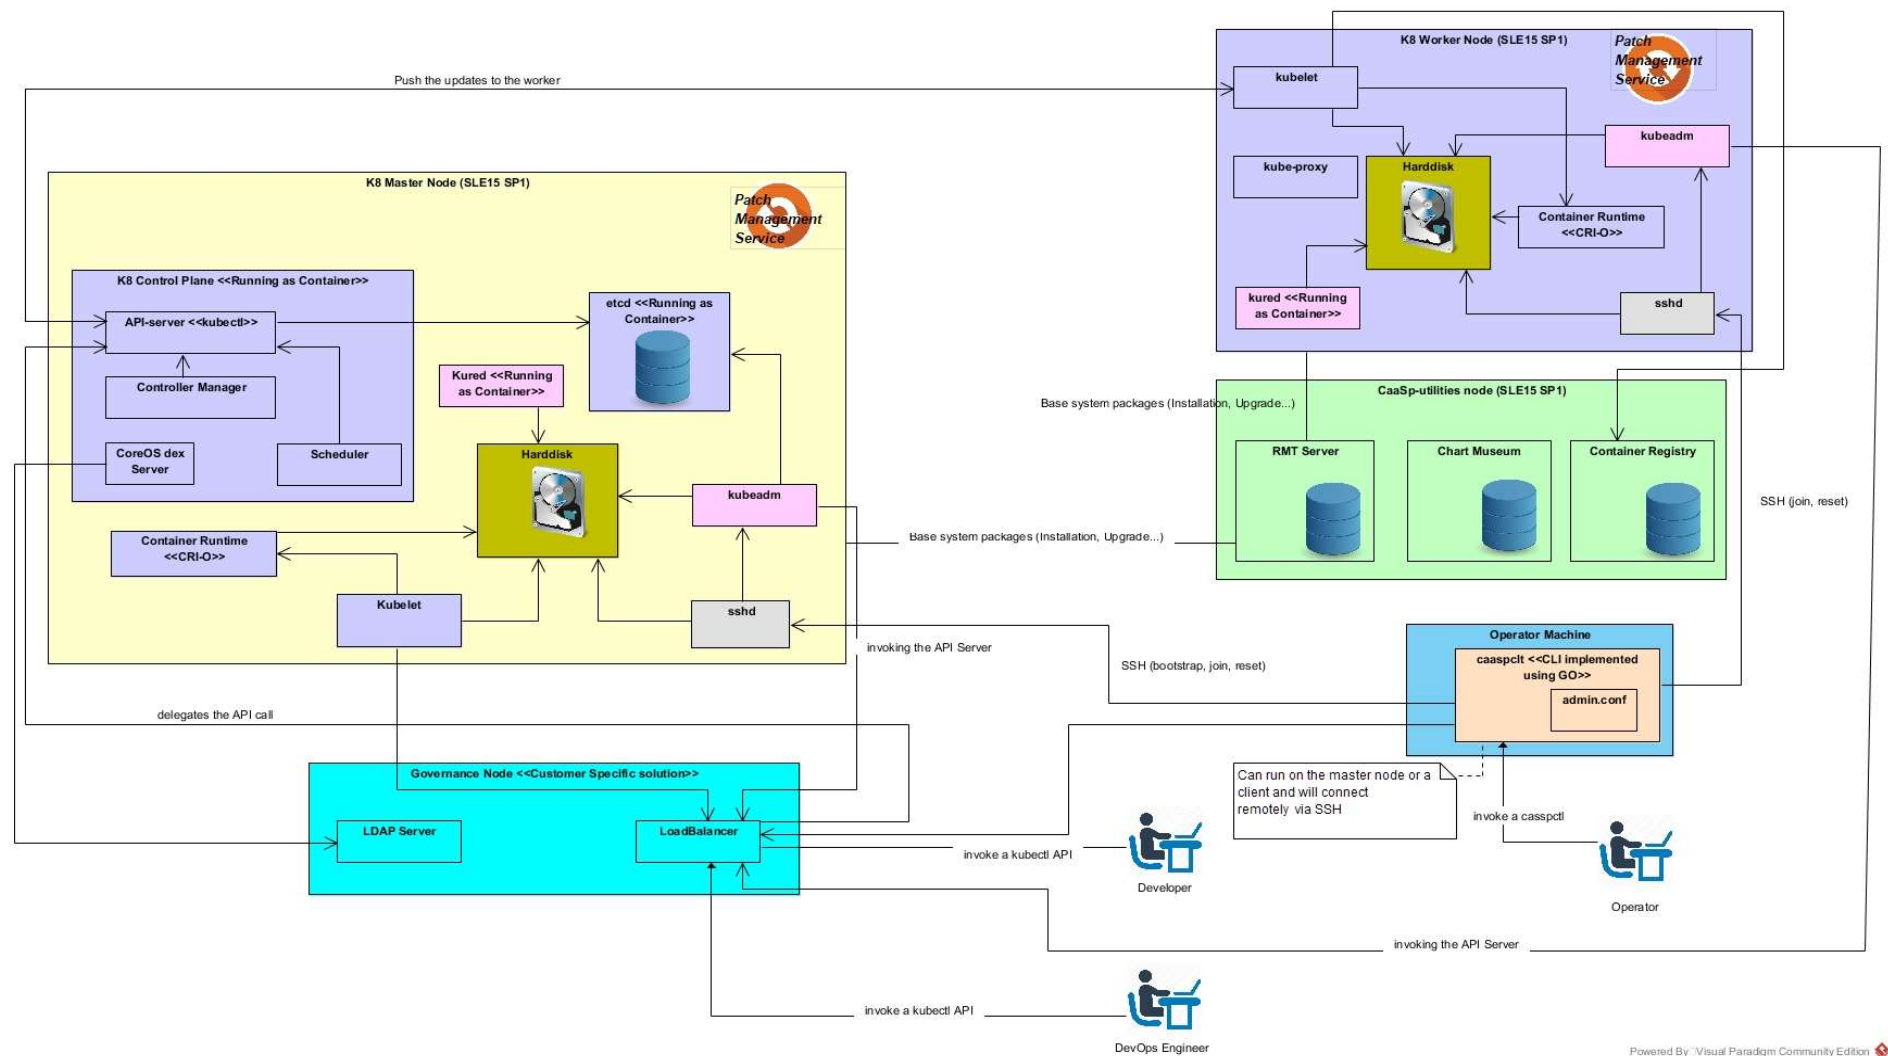 K8 Worker Node (SLE15 SP1)
Patch
Management
Service
kubelet
Push the updates to the worker
kubeadm
kube-proxy
Harddisk
K8 Master Node (SLE15 SP1)
Patch
Management
Service
Container Runtime
<<CRI-O>>
K8 Control Plane <<Running as Container>>
kured <<Running
as Container>>
sshd
etcd <<Running as
Container>>
API-server <<kubectl>>
Kured <<Running
as Container>>
Controller Manager
CaaSp-utilities node (SLE15 SP1)
Base system packages (Installation, Upgrade...)
CoreOS dex
Server
Scheduler
Harddisk
RMT Server
Chart Museum
Container Registry
kubeadm
SSH (join, reset)
Container Runtime
<<CRI-O>>
Base system packages (Installation, Upgrade...)
Kubelet
sshd
Operator Machine
invoking the API Server
SSH (bootstrap, join, reset)
caaspclt <<CLI implemented
using GO>>
admin.conf
delegates the API call
Governance Node <<Customer Specific solution>>
Can run on the master node or a
client and will connect
remotely via SSH
LDAP Server
LoadBalancer
invoke a casspctl
invoke a kubectl API
Developer
Operator
invoking the API Server
invoke a kubectl API
DevOps Engineer
Powered By Visual Paradigm Community Edition